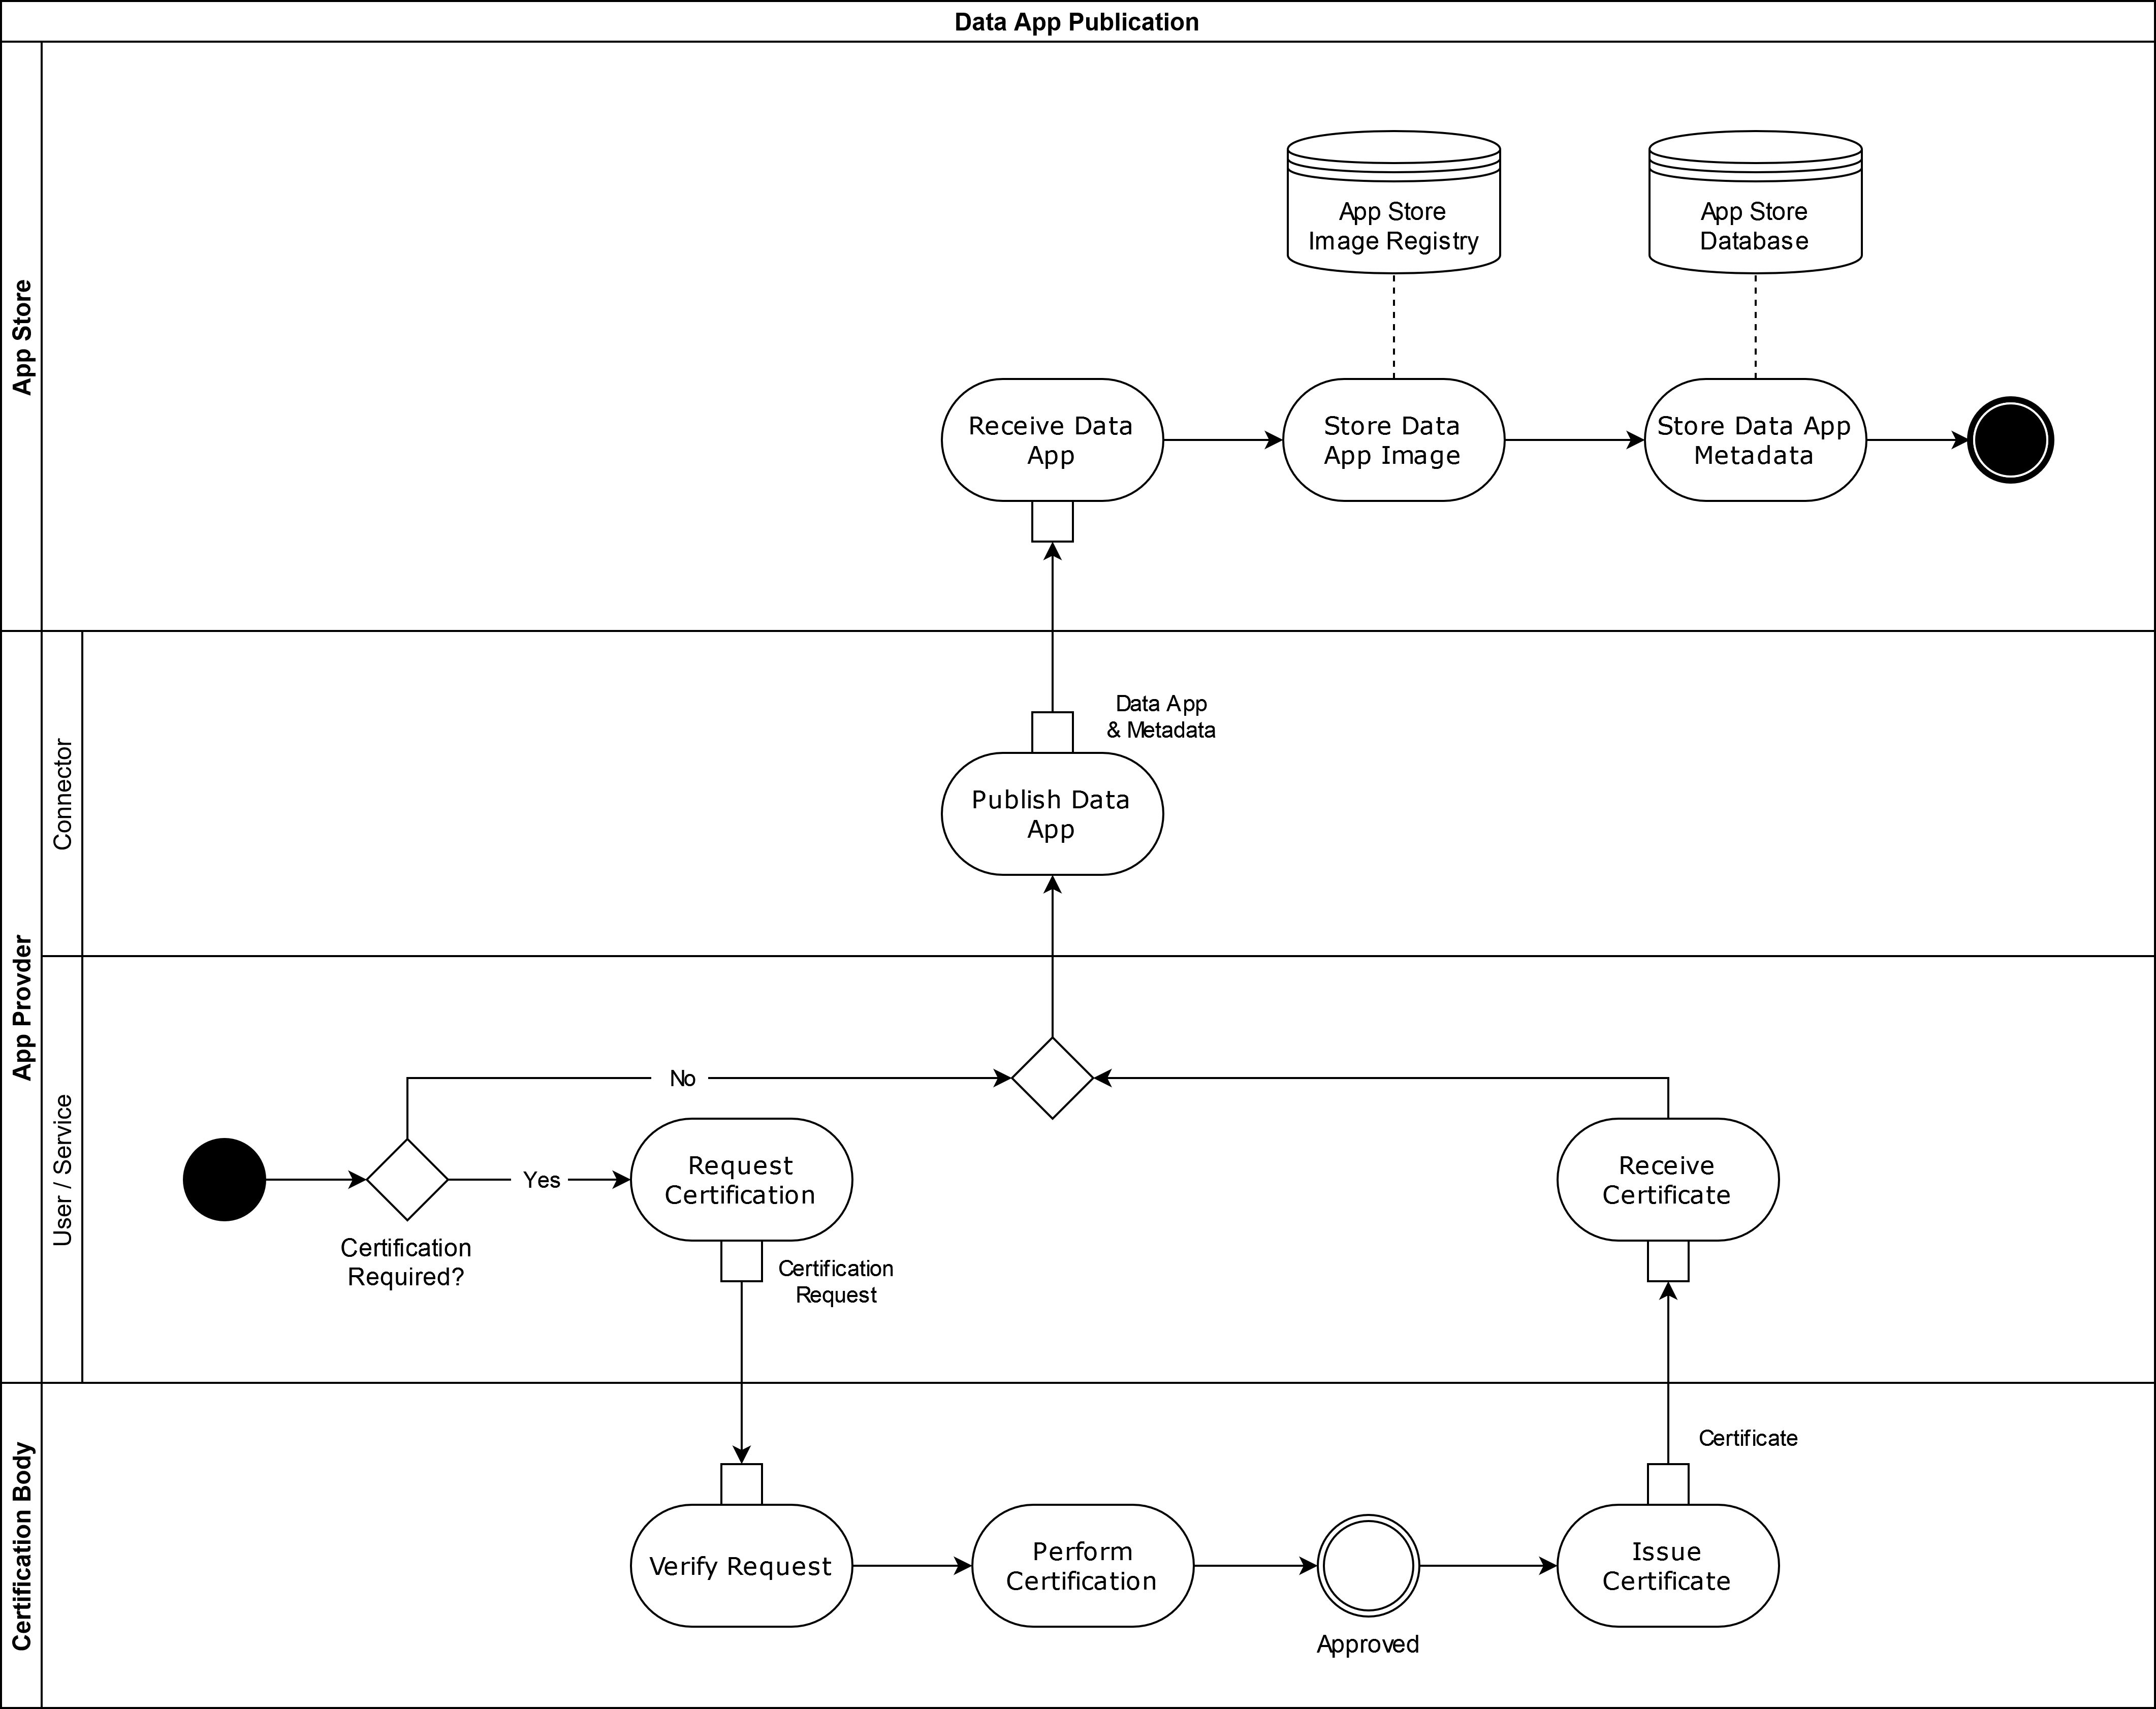 Data App Publication
App Store
App Store
Image Registry
App Store
Database
Receive Data
App
Store Data
App Image
Store Data App
Metadata
App Provder
Connector
Data App
& Metadata
Publish Data
App
User / Service
No
Yes
Certification
Required?
Request
Certification
Certification
Request
Receive
Certificate
Certification Body
Certificate
Verify Request
Perform
Certification
Approved
Issue
Certificate